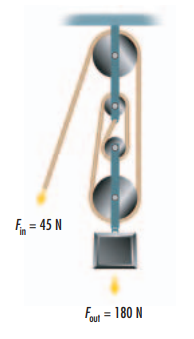 F_in = 45 N
F_out = 180 N